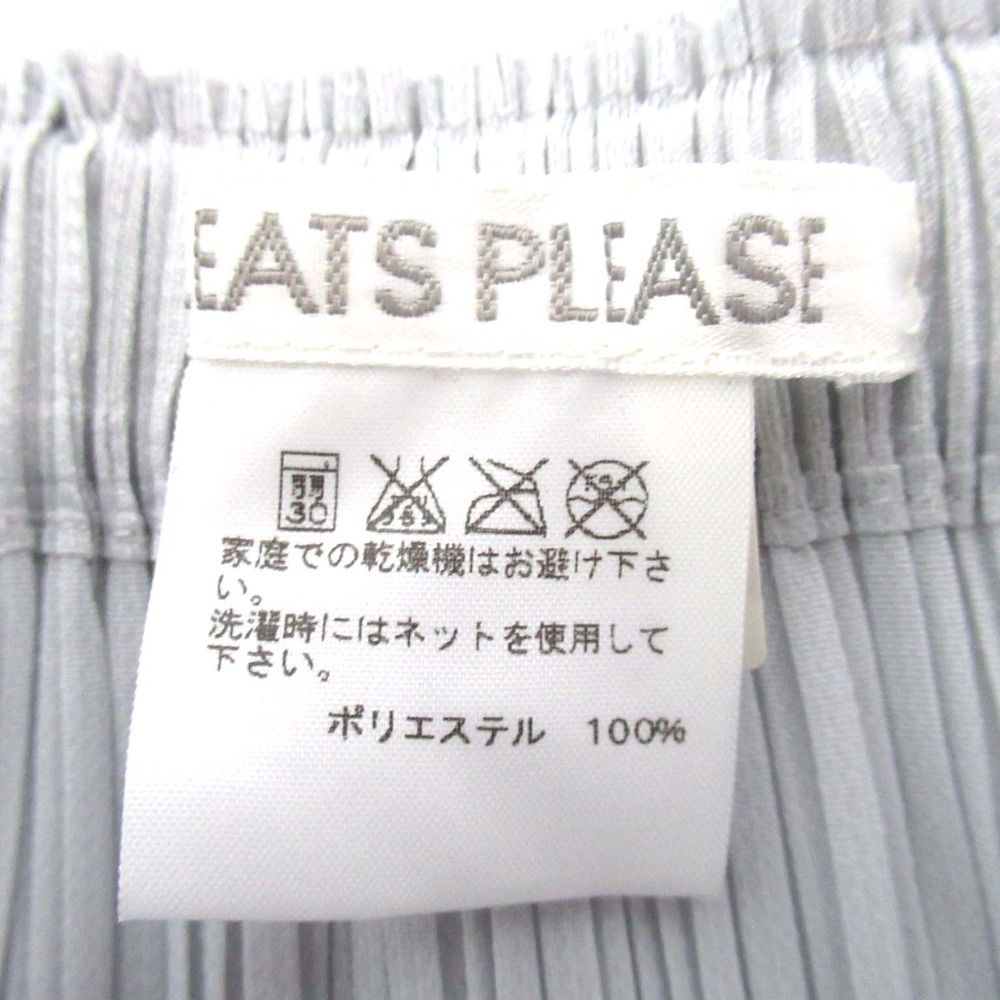 EATS PLEASE
弱 30
家庭での乾燥機はお避け下さ
い。
洗濯時にはネットを使用して
下さい。
ポリエステル 100%